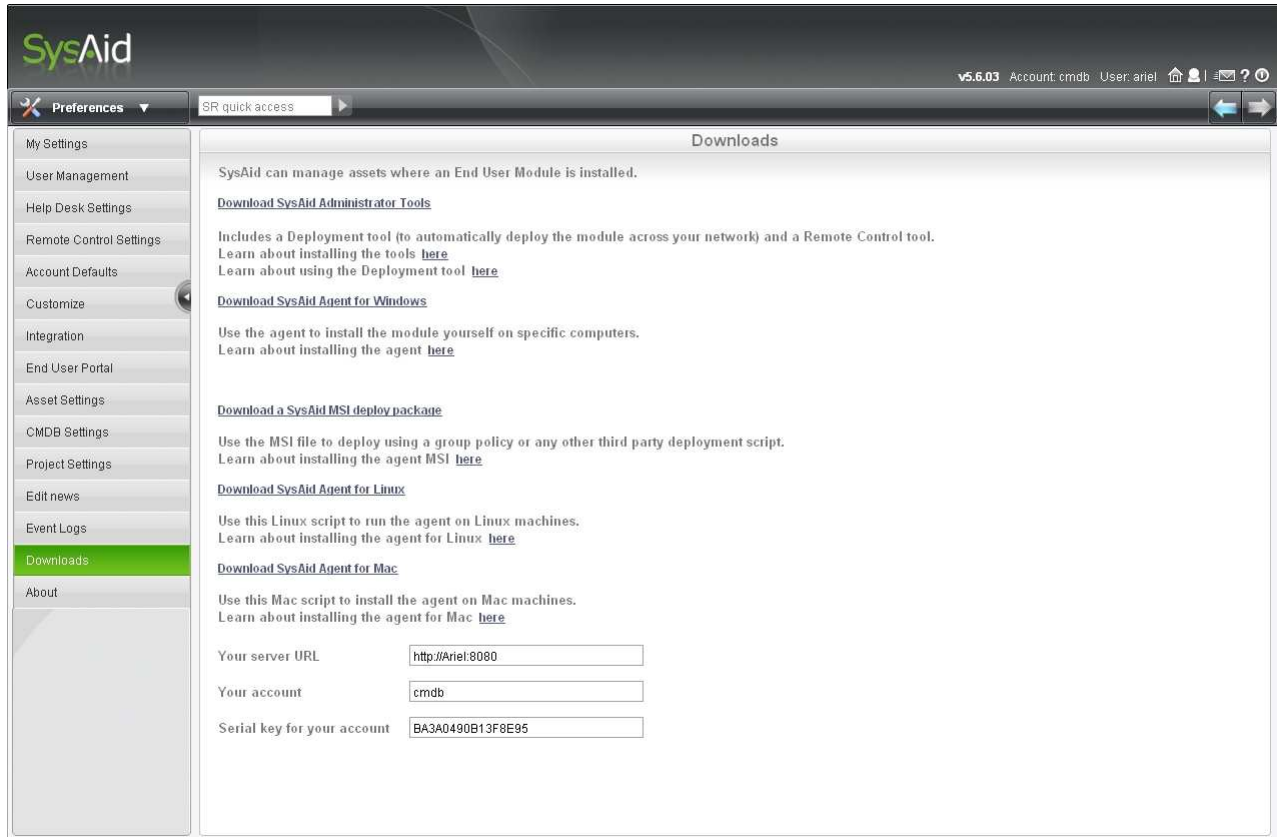 SysAid
v5.6.03 Account: cmdb User: ariel
Preferences
SR quick access
My Settings
User Management
Help Desk Settings
Remote Control Settings
Account Defaults
Customize
Integration
End User Portal
Asset Settings
CMDB Settings
Project Settings
Edit news
Event Logs
Downloads
About
Downloads
SysAid can manage assets where an End User Module is installed.
Download SysAid Administrator Tools
Includes a Deployment tool (to automatically deploy the module across your network) and a Remote Control tool.
Learn about installing the tools here
Learn about using the Deployment tool here
Download SysAid Agent for Windows
Use the agent to install the module yourself on specific computers.
Learn about installing the agent here
Download a SysAid MSI deploy package
Use the MSI file to deploy using a group policy or any other third party deployment script.
Learn about installing the agent MSI here
Download SysAid Agent for Linux
Use this Linux script to run the agent on Linux machines.
Learn about installing the agent for Linux here
Download SysAid Agent for Mac
Use this Mac script to install the agent on Mac machines.
Learn about installing the agent for Mac here
Your server URL http://Ariel:8080
Your account cmdb
Serial key for your account BA3A0490B13F8E95